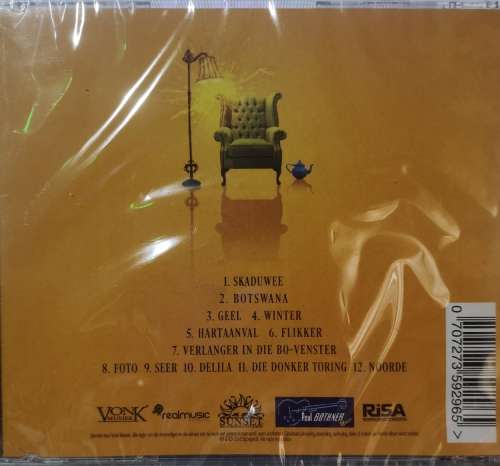 1. SKADUWEE
2. BOTSWANA
3. GEEL 4. WINTER
5. HARTAANVAL 6. FLIKKER
7. VERLANGER IN DIE BO-VENSTER
8. FOTO 9. SEER 10. DELILA 11. DIE DONKER TORING 12. NOORDE
VONK MUSIEK realmusic SUNSET Paul BOTHNER RiSA
0 707273 592965 >